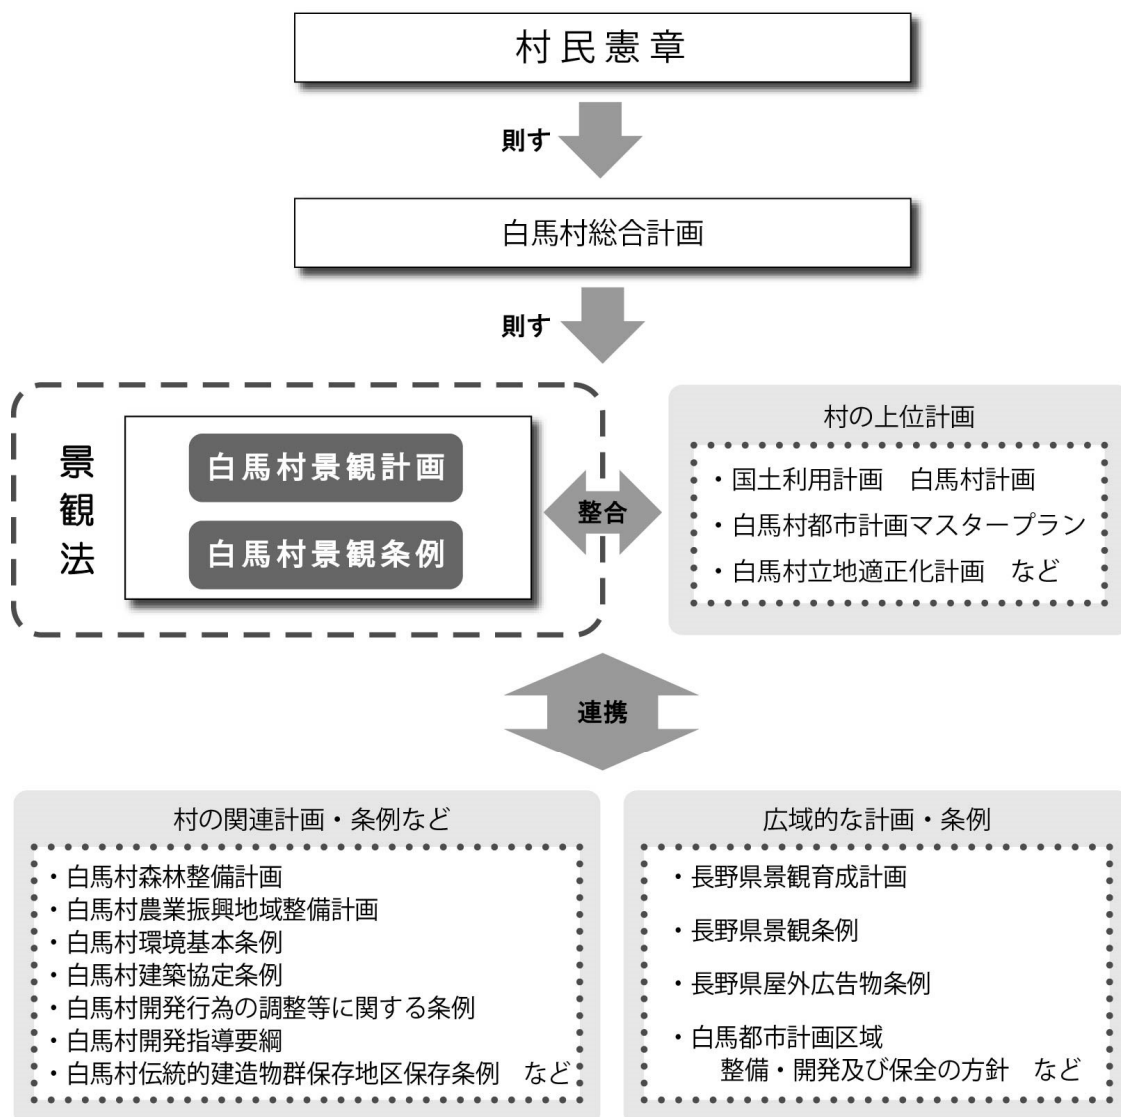 村民憲章
則す
白馬村総合計画
則す
景観法
白馬村景観計画
白馬村景観条例
整合
村の上位計画
・国土利用計画　白馬村計画
・白馬村都市計画マスタープラン
・白馬村立地適正化計画　など
連携
村の関連計画・条例など
・白馬村森林整備計画
・白馬村農業振興地域整備計画
・白馬村環境基本条例
・白馬村建築協定条例
・白馬村開発行為の調整等に関する条例
・白馬村開発指導要綱
・白馬村伝統的建造物群保存地区保存条例　など
広域的な計画・条例
・長野県景観育成計画
・長野県景観条例
・長野県屋外広告物条例
・白馬都市計画区域
整備・開発及び保全の方針　など